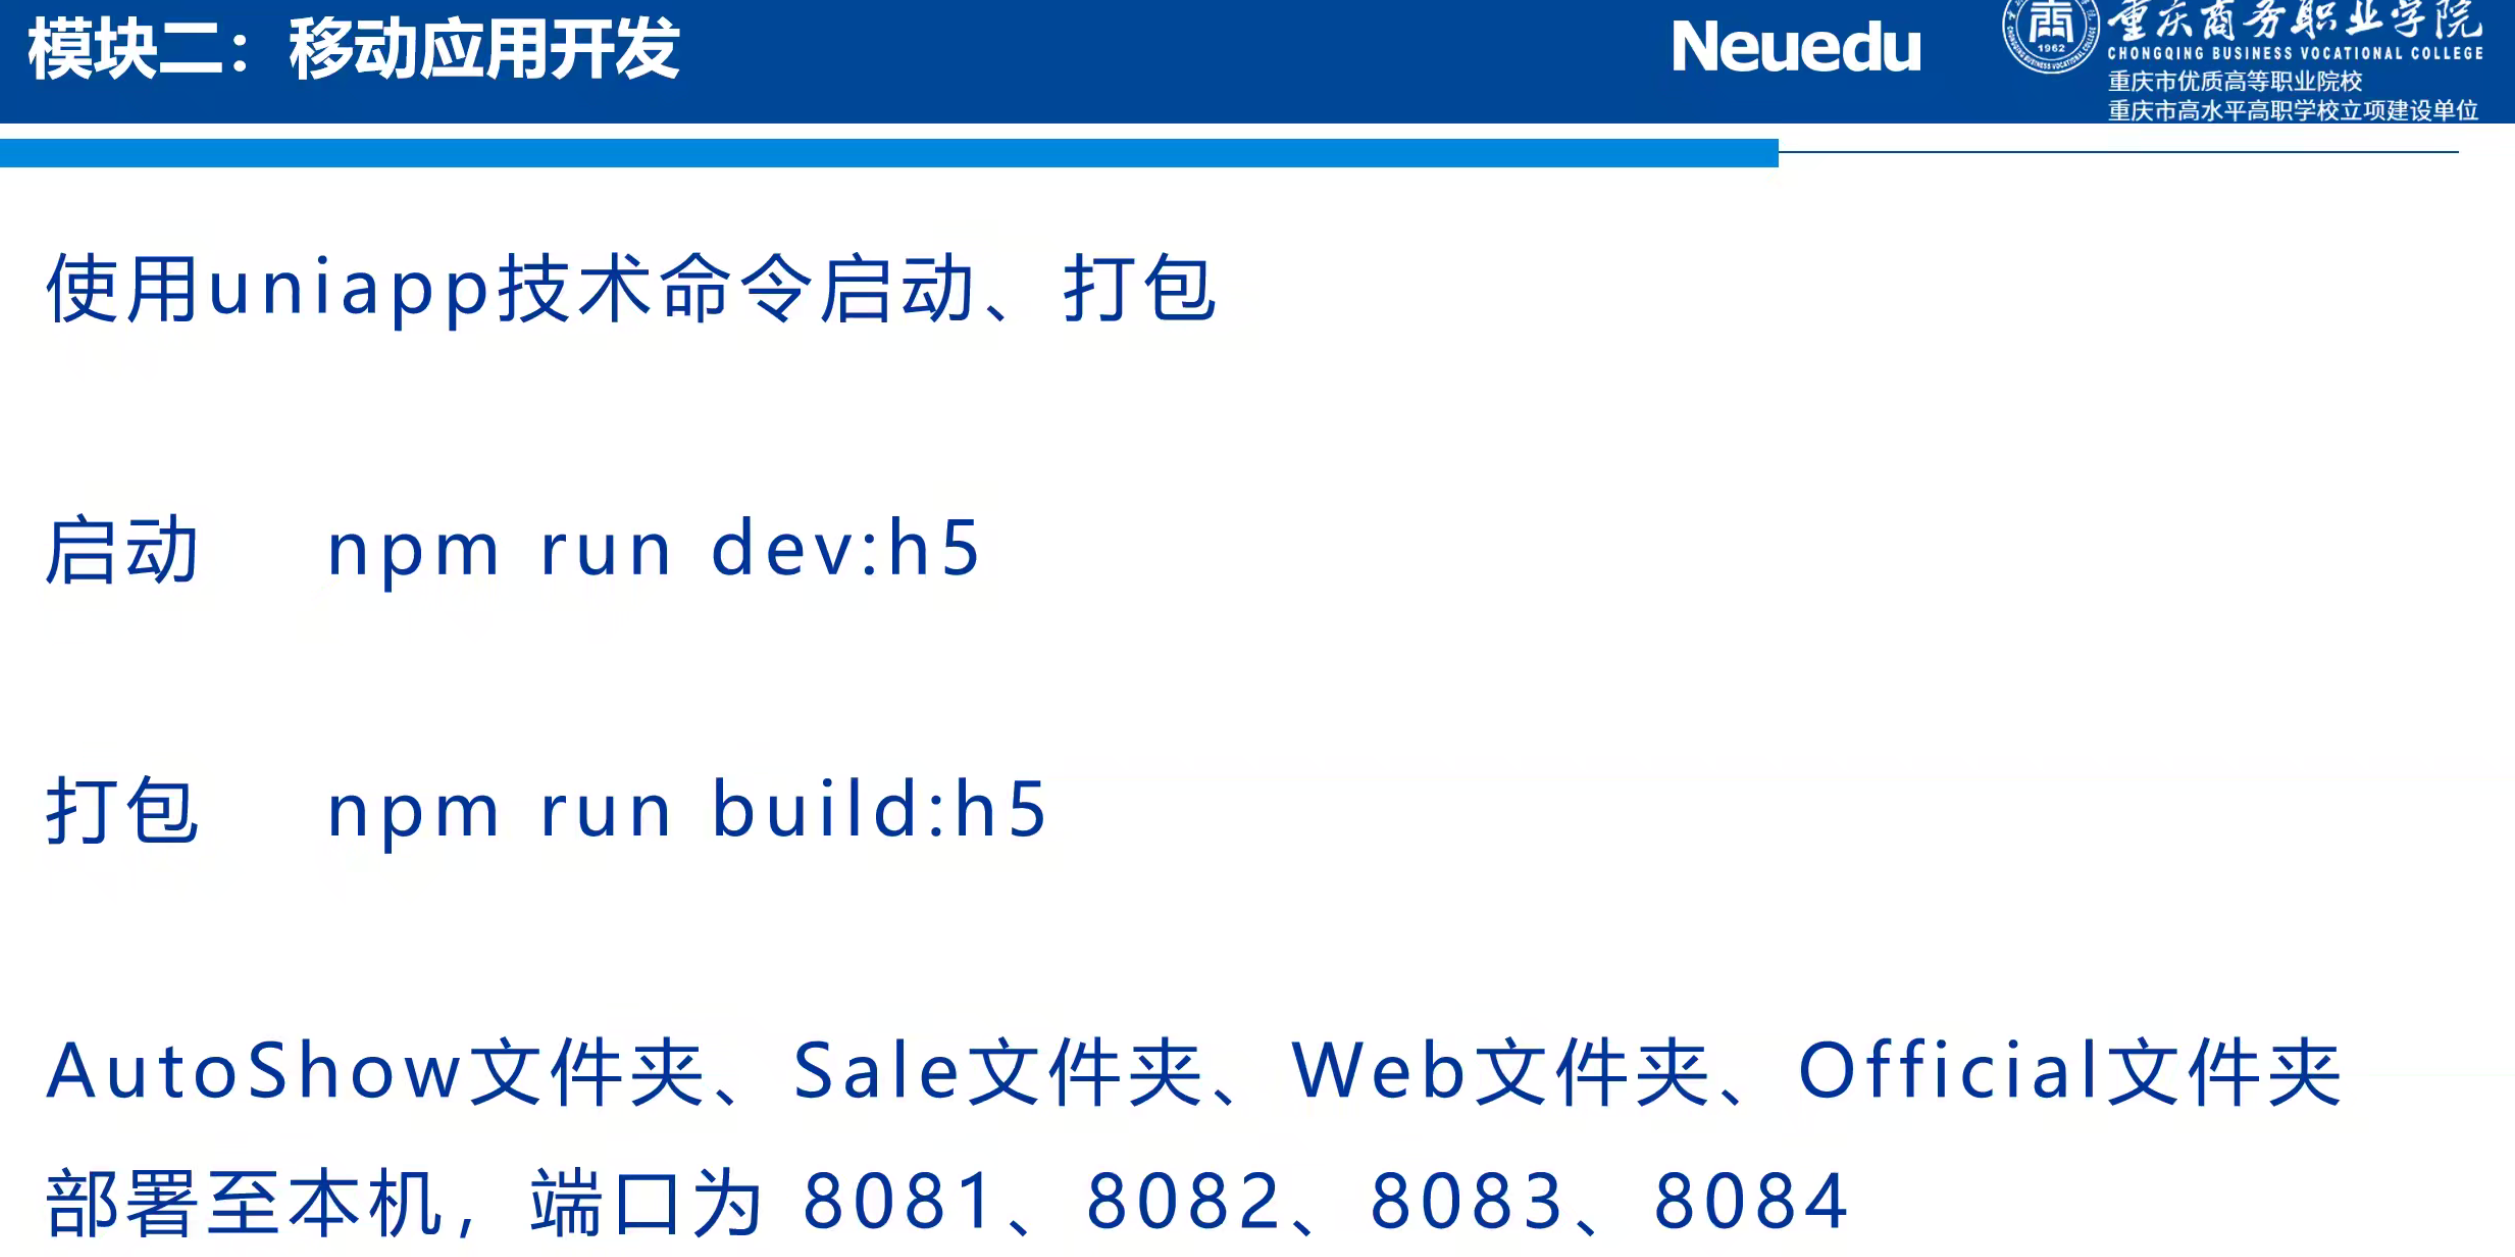 模块二：移动应用开发
Neuedu
1962
重庆商务职业学院
CHONGQING BUSINESS VOCATIONAL COLLEGE
重庆市优质高等职业院校
重庆市高水平高职学校立项建设单位
使用uniapp技术命令启动、打包
启动 npm run dev:h5
打包 npm run build:h5
AutoShow文件夹、Sale文件夹、Web文件夹、Official文件夹
部署至本机，端口为 8081、8082、8083、8084